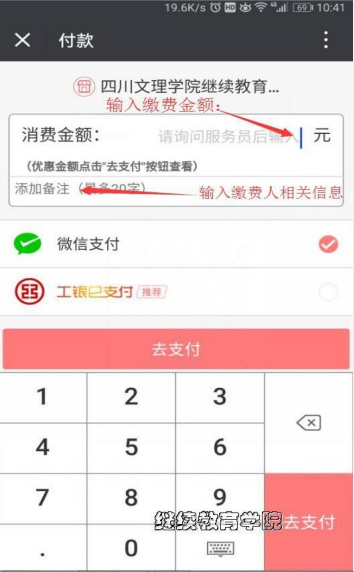 19.6K/s HD 4G 69 10:41
付款
四川文理学院继续教育...
输入缴费金额：
消费金额： 请询问服务员后输入 元
（优惠金额点击"去支付"按钮查看）
添加备注（最多20字） 输入缴费人相关信息
微信支付
工银e支付 推荐
去支付
1 2 3
4 5 6
7 8 9
继续教育学院
去支付
. 0